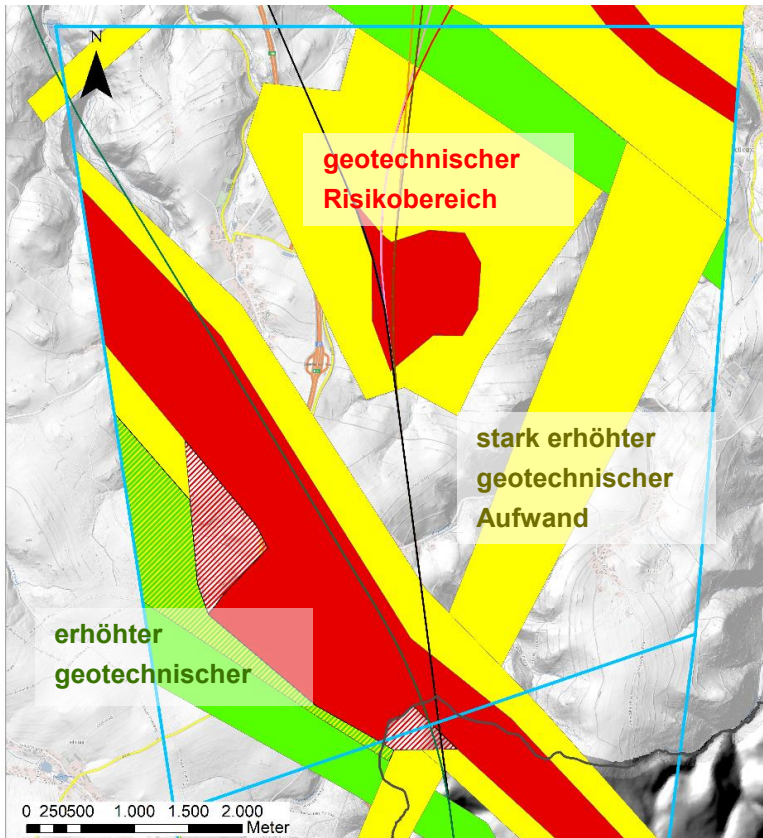 N
geotechnischer
Risikobereich
stark erhöhter
geotechnischer
Aufwand
erhöhter
geotechnischer
0 250500 1.000 1.500 2.000
Meter